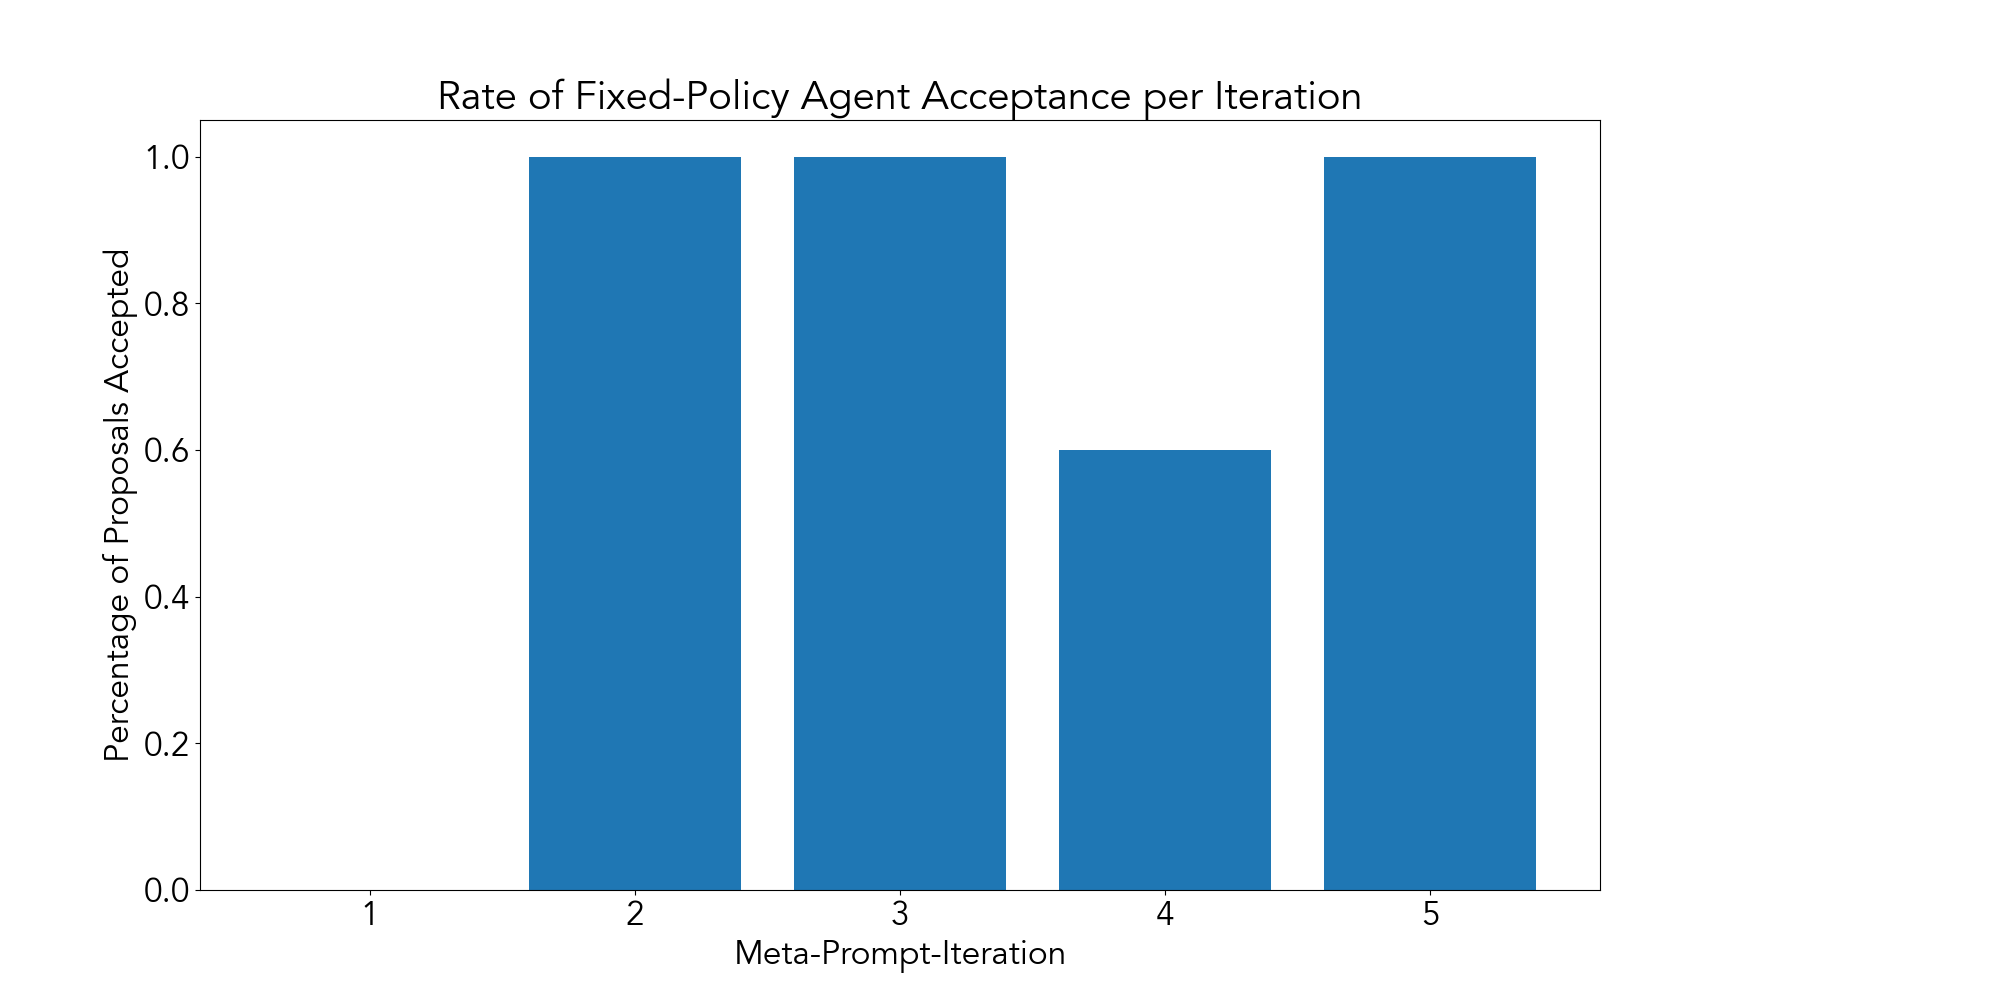 Rate of Fixed-Policy Agent Acceptance per Iteration
Percentage of Proposals Accepted
1.0
0.8
0.6
0.4
0.2
0.0
1 2 3 4 5
Meta-Prompt-Iteration